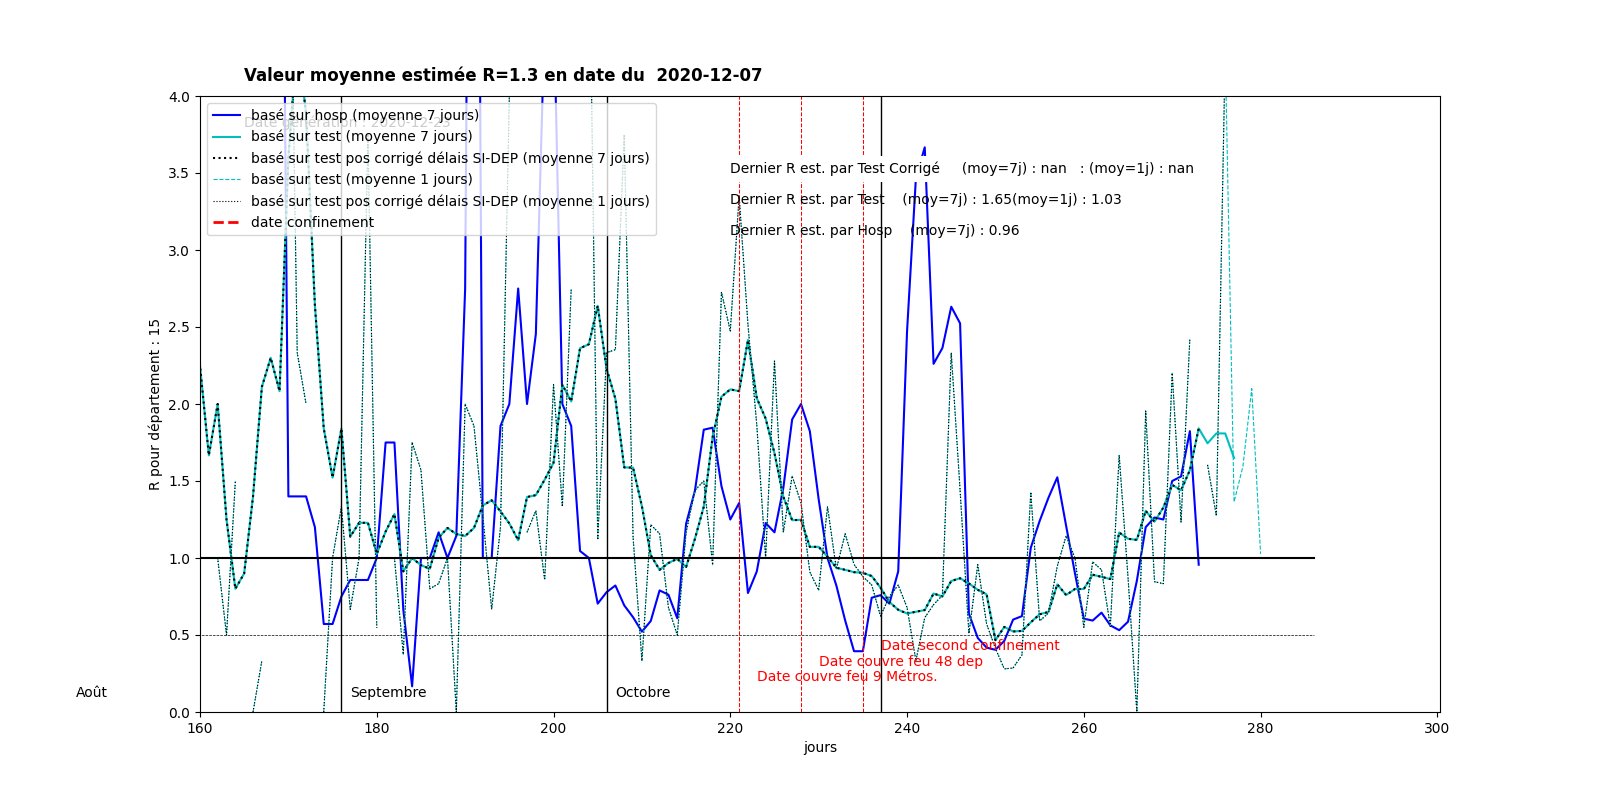 Valeur moyenne estimée R=1.3 en date du  2020-12-07
Date génération : 2020-12-23
basé sur hosp (moyenne 7 jours)
basé sur test (moyenne 7 jours)
basé sur test pos corrigé délais SI-DEP (moyenne 7 jours)
basé sur test (moyenne 1 jours)
basé sur test pos corrigé délais SI-DEP (moyenne 1 jours)
date confinement
Dernier R est. par Test Corrigé     (moy=7j) : nan   : (moy=1j) : nan
Dernier R est. par Test    (moy=7j) : 1.65(moy=1j) : 1.03
Dernier R est. par Hosp    (moy=7j) : 0.96
R pour département : 15
4.0
3.5
3.0
2.5
2.0
1.5
1.0
0.5
0.0
Date second confinement
Date couvre feu 48 dep
Date couvre feu 9 Métros.
Août
Septembre
Octobre
160 180 200 220 240 260 280 300
jours